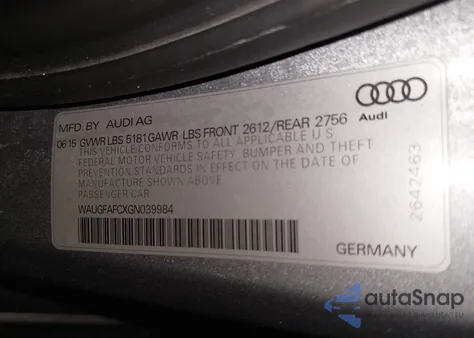 MFD. BY AUDI AG
Audi
06 15 GVWR LBS 5181 GAWR LBS FRONT 2612/REAR 2756
THIS VEHICLE CONFORMS TO ALL APPLICABLE U.S.
FEDERAL MOTOR VEHICLE SAFETY BUMPER AND THEFT
PREVENTION STANDARDS IN EFFECT ON THE DATE OF
MANUFACTURE SHOWN ABOVE
PASSENGER CAR
WAUGFAFCXGN039984
2642463
GERMANY
autaSnap